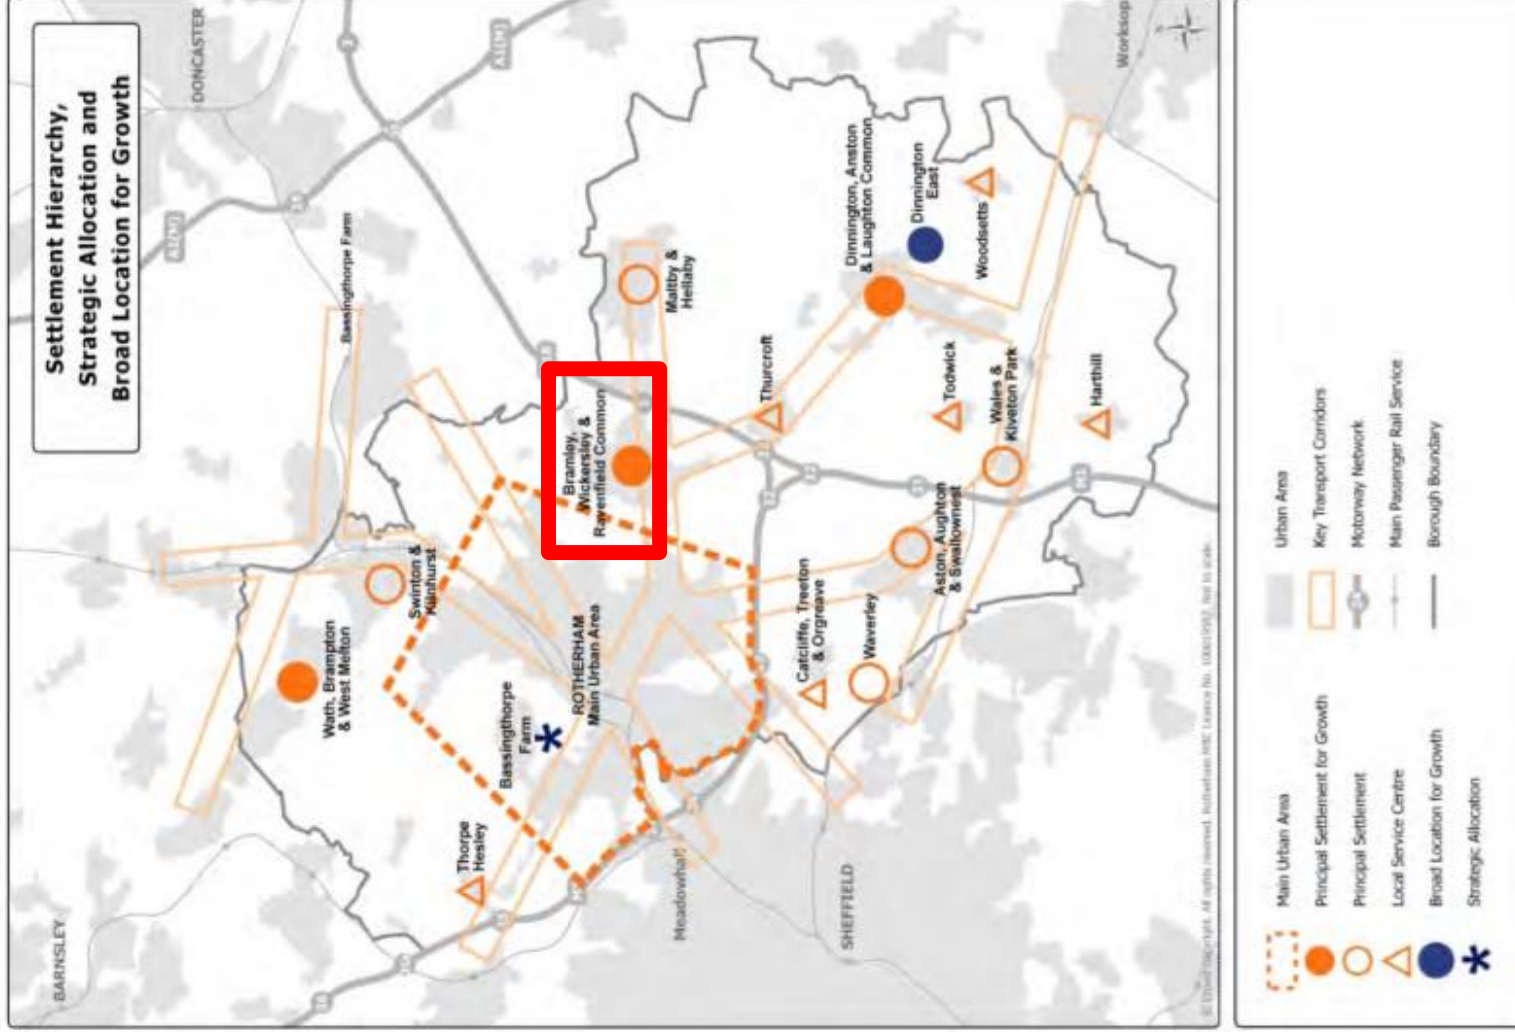 Settlement Hierarchy,
Strategic Allocation and
Broad Location for Growth
BARNSLEY
DONCASTER
A1(M)
A1(M)
Bassingthorpe Farm
Wath, Brampton
& West Melton
Swinton &
Kilnhurst
Thorpe
Hesley
Bassingthorpe
Farm
ROTHERHAM
Main Urban Area
Bramley,
Wickersley &
Ravenfield Common
Maltby &
Hellaby
Meadowhall
Thurcroft
Catcliffe, Treeton
& Orgreave
Waverley
SHEFFIELD
Aston, Aughton
& Swallownest
Dinnington, Anston
& Laughton Common
Dinnington
East
Woodsetts
Todwick
Wales &
Kiveton Park
Harthill
Worksop
M1
Main Urban Area
Principal Settlement for Growth
Principal Settlement
Local Service Centre
Broad Location for Growth
Strategic Allocation
Urban Area
Key Transport Corridors
Motorway Network
Main Passenger Rail Service
Borough Boundary